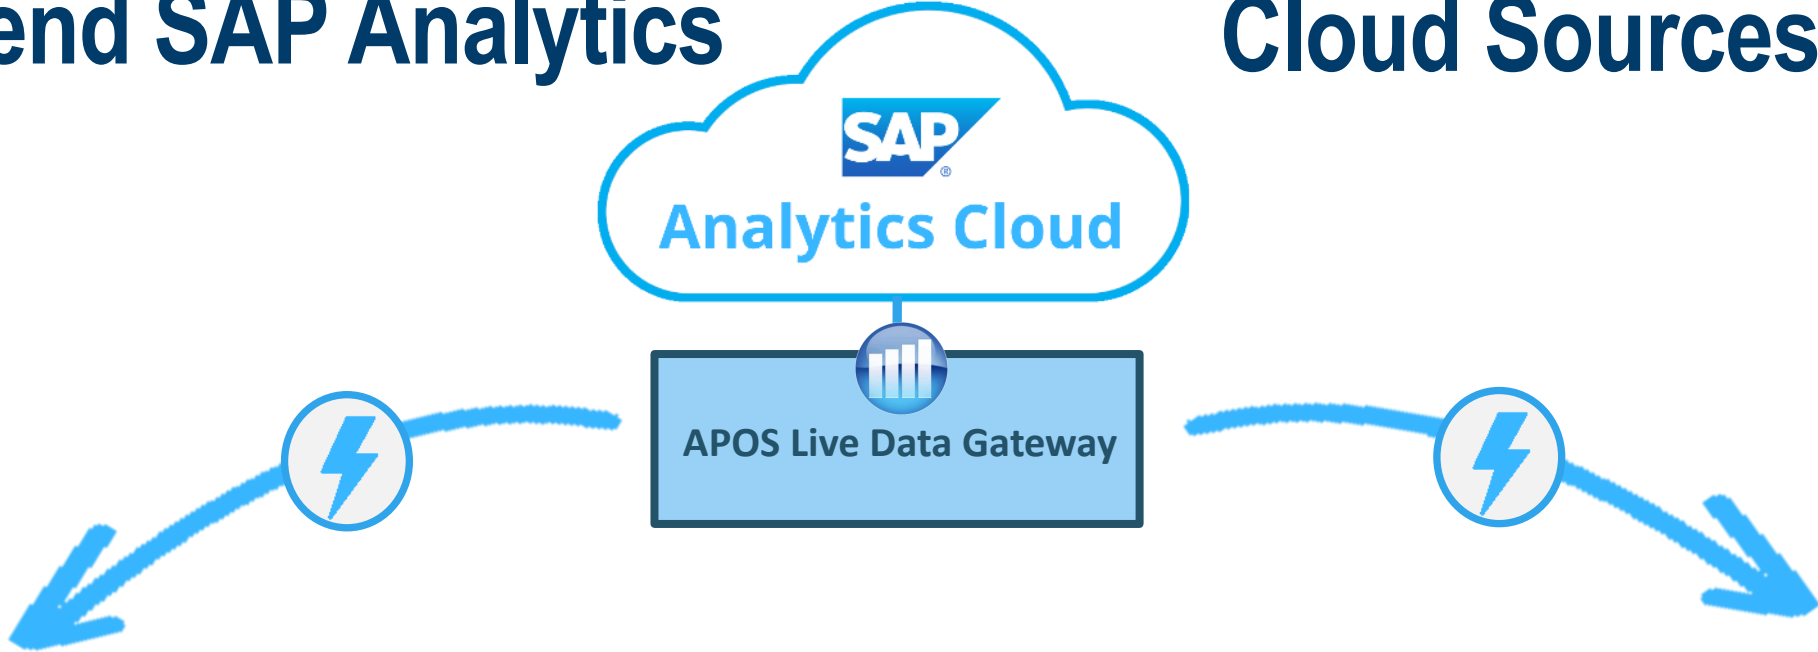 end SAP Analytics Cloud Sources
SAP®
Analytics Cloud
APOS Live Data Gateway